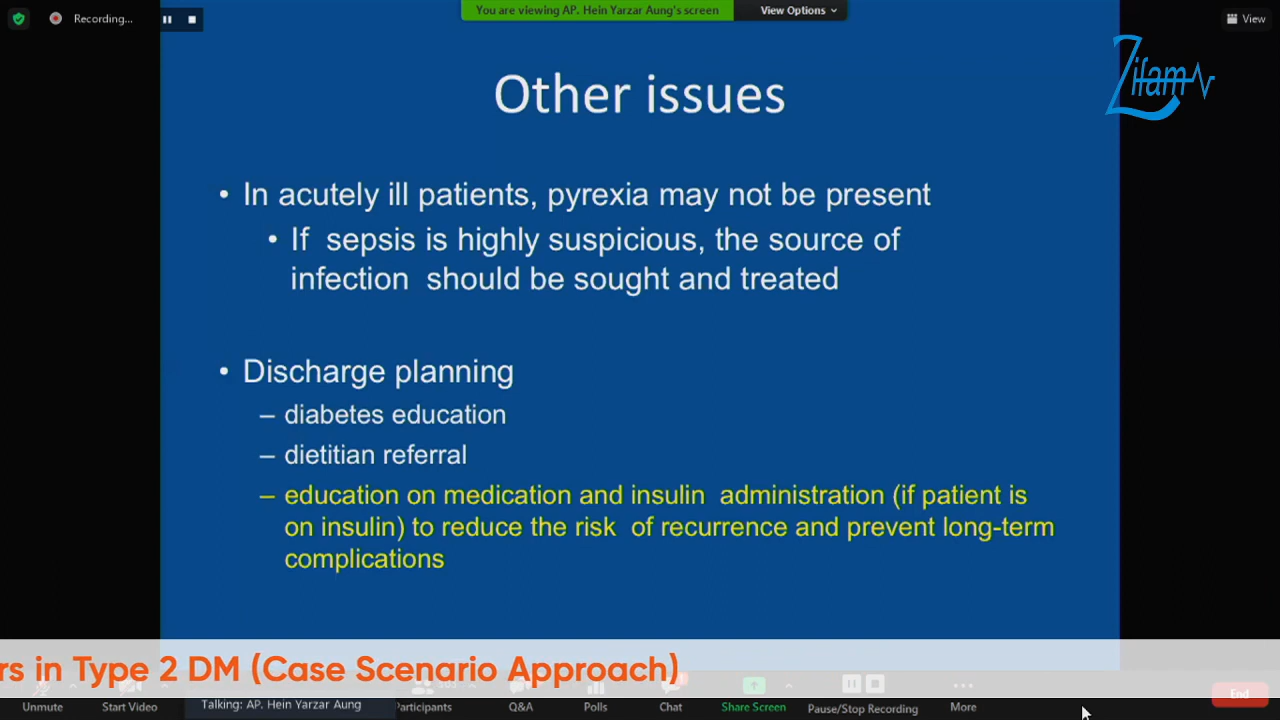 Recording...
You are viewing AP. Hein Yarzar Aung's screen
View Options
View
Zifam
Other issues
• In acutely ill patients, pyrexia may not be present
• If sepsis is highly suspicious, the source of
infection should be sought and treated
• Discharge planning
– diabetes education
– dietitian referral
– education on medication and insulin administration (if patient is
on insulin) to reduce the risk of recurrence and prevent long-term
complications
rs in Type 2 DM (Case Scenario Approach)
Unmute
Start Video
Talking: AP. Hein Yarzar Aung
Participants
Q&A
Polls
Chat
Share Screen
Pause/Stop Recording
More
End